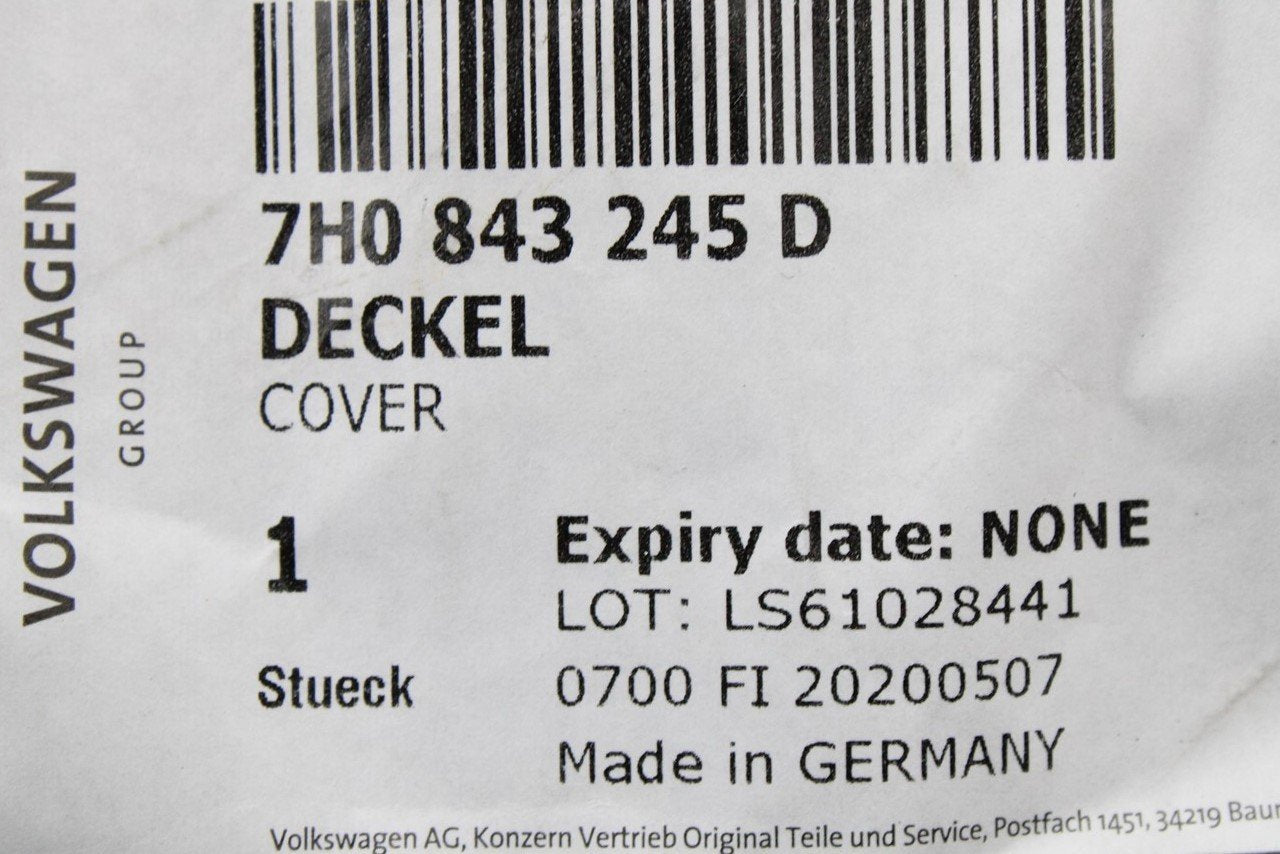 7H0 843 245 D
DECKEL
COVER
1
Expiry date: NONE
LOT: LS61028441
Stueck
0700 FI 20200507
Made in GERMANY
Volkswagen AG, Konzern Vertrieb Original Teile und Service, Postfach 1451, 34219
VOLKSWAGEN
GROUP